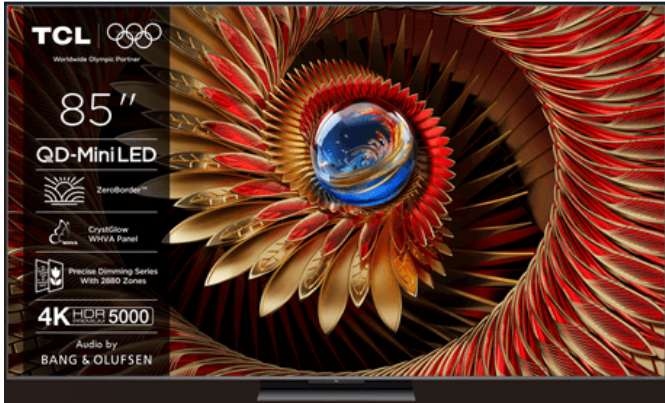 TCL
Worldwide Olympic Partner
85"
QD-Mini LED
ZeroBorder™
WHVA
CrystGlow
WHVA Panel
Precise Dimming Series
With 2880 Zones
4K HDR PREMIUM 5000
Audio by
BANG & OLUFSEN